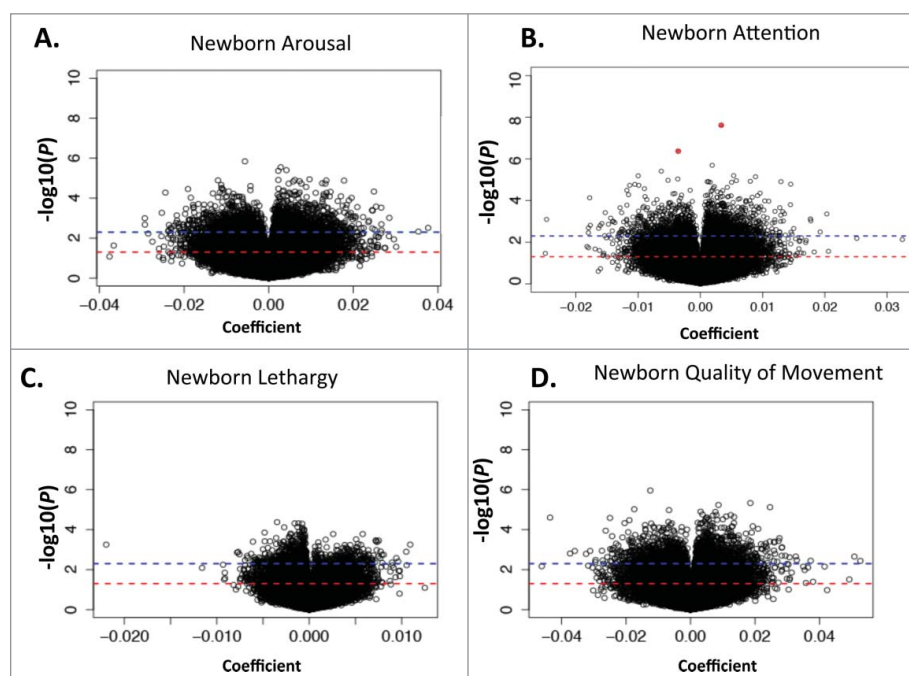 A.
Newborn Arousal
-log10(P)
10
8
6
4
2
0
−0.04
−0.02
0.00
0.02
0.04
Coefficient
B.
Newborn Attention
-log10(P)
10
8
6
4
2
0
−0.02
−0.01
0.00
0.01
0.02
0.03
Coefficient
C.
Newborn Lethargy
-log10(P)
10
8
6
4
2
0
−0.020
−0.010
0.000
0.010
Coefficient
D.
Newborn Quality of Movement
-log10(P)
10
8
6
4
2
0
−0.04
−0.02
0.00
0.02
0.04
Coefficient